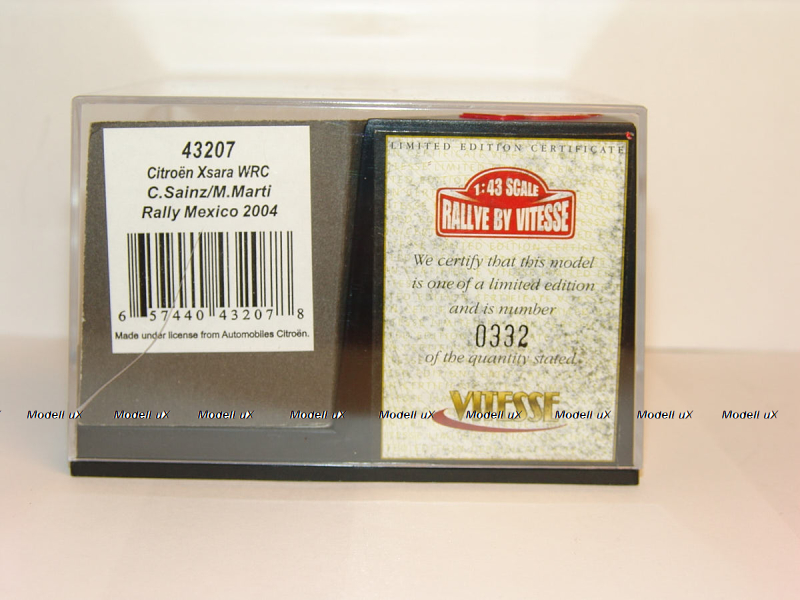 43207
Citroën Xsara WRC
C.Sainz/M.Marti
Rally Mexico 2004
6 57440 43207 8
Made under license from Automobiles Citroën.
LIMITED EDITION CERTIFICATE
1:43 SCALE
RALLYE BY VITESSE
We certify that this model
is one of a limited edition
and is number
0332
of the quantity stated.
VITESSE
Modell uX Modell uX Modell uX Modell uX Modell uX Modell uX Modell uX Modell uX Modell uX